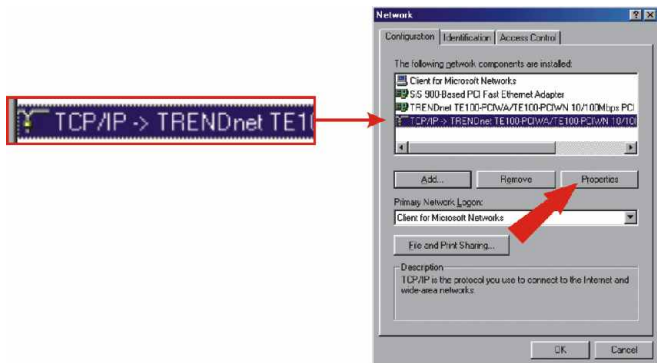 TCP/IP -> TRENDnet TE1
Network
Configuration Identification Access Control
The following network components are installed:
Client for Microsoft Networks
SiS 900-Based PCI Fast Ethernet Adapter
TRENDnet TE100-PCIWA/TE100-PCIWN 10/100Mbps PCI
TCP/IP -> TRENDnet TE100-PCIWA/TE100-PCIWN 10/10
Add... Remove Properties
Primary Network Logon:
Client for Microsoft Networks
File and Print Sharing...
Description
TCP/IP is the protocol you use to connect to the Internet and
wide-area networks.
OK Cancel